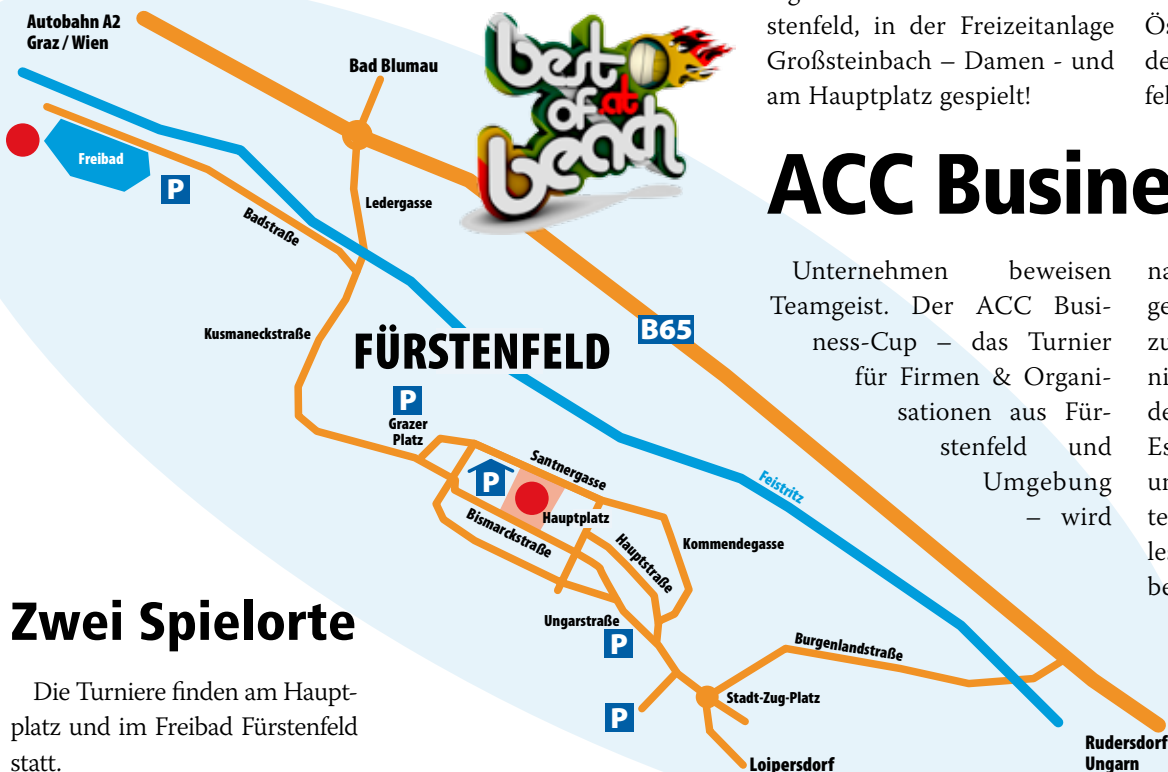 Autobahn A2
Graz / Wien
Bad Blumau
best
of.at
beach
Freibad
P
Ledergasse
Badstraße
Kusmaneckstraße
FÜRSTENFELD
B65
P
Grazer
Platz
Santnergasse
P
Hauptplatz
Bismarckstraße
Hauptstraße
Kommendegasse
Feistritz
Ungarstraße
P
Burgenlandstraße
P
Stadt-Zug-Platz
Loipersdorf
Rudersdorf
Ungarn
Zwei Spielorte
Die Turniere finden am Haupt-
platz und im Freibad Fürstenfeld
statt.
stenfeld, in der Freizeitanlage
Großsteinbach – Damen - und
am Hauptplatz gespielt!
Ös
de
fel
ACC Busine
Unternehmen beweisen
Teamgeist. Der ACC Busi-
ness-Cup – das Turnier
für Firmen & Organi-
sationen aus Für-
stenfeld und
Umgebung
– wird
na
ge
zu
ni
de
Es
un
te
les
be